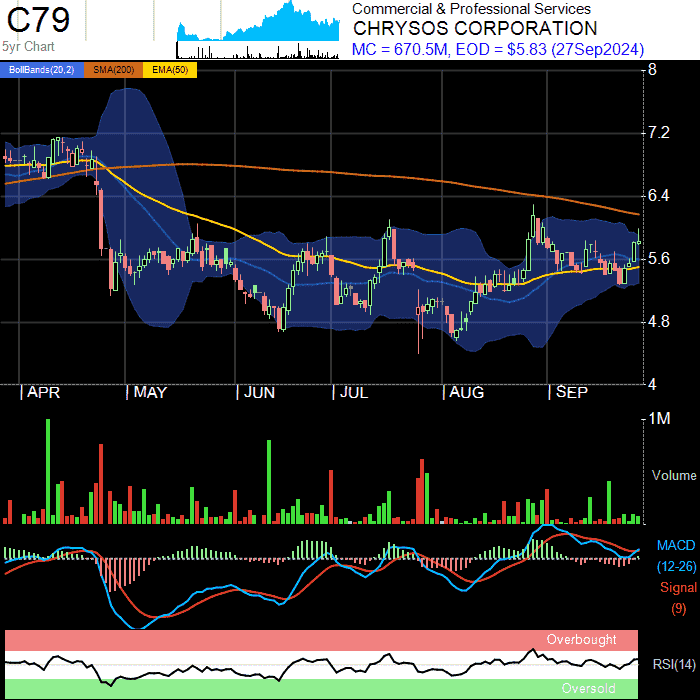 C79
5yr Chart
Commercial & Professional Services
CHRYSOS CORPORATION
MC = 670.5M, EOD = $5.83 (27Sep2024)
BollBands(20,2) SMA(200) EMA(50)
8
7.2
6.4
5.6
4.8
4
APR MAY JUN JUL AUG SEP
1M
Volume
MACD
(12-26)
Signal
(9)
Overbought
RSI(14)
Oversold